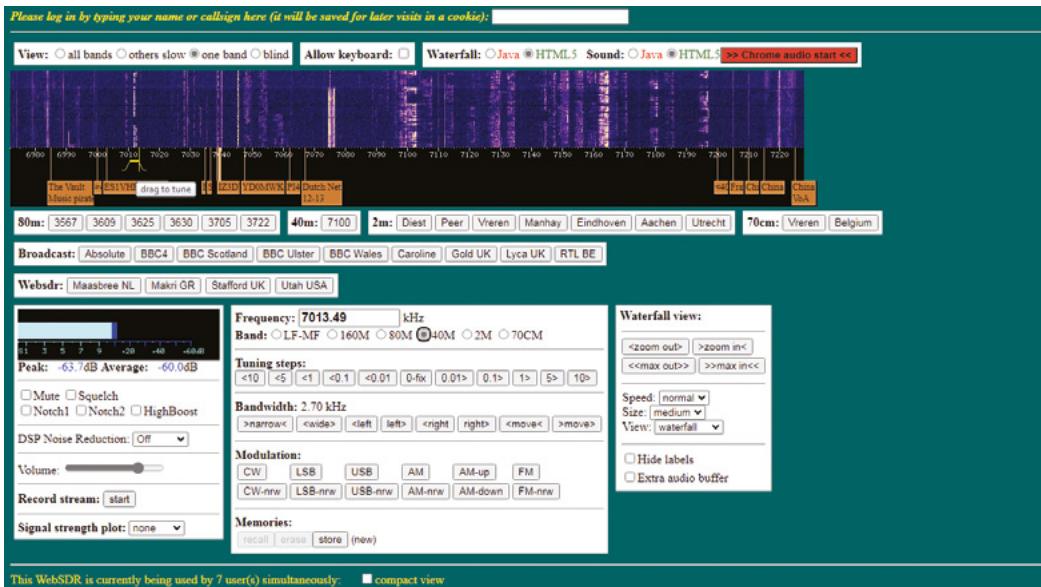 Please log in by typing your name or callsign here (it will be saved for later visits in a cookie):
View: all bands others slow one band blind Allow keyboard: Waterfall: Java HTML5 Sound: Java HTML5 >> Chrome audio start <<
6980 6990 7000 7010 7020 7030 7040 7050 7060 7070 7080 7090 7100 7110 7120 7130 7140 7150 7160 7170 7180 7190 7200 7210 7220
The Vault ES1VH drag to tune IZ3D YD0MWK PI4 Dutch Net <40 Fra Chi China China
Music pirate 12-13 VoA
80m: 3567 3609 3625 3630 3705 3722 40m: 7100 2m: Diest Peer Vreren Manhay Eindhoven Aachen Utrecht 70cm: Vreren Belgium
Broadcast: Absolute BBC4 BBC Scotland BBC Ulster BBC Wales Caroline Gold UK Lyca UK RTL BE
Websdr: Maasbree NL Makri GR Stafford UK Utah USA
S1 3 5 7 9 +20 +40 +60dB
Peak: -63.7dB Average: -60.0dB
Mute Squelch
Notch1 Notch2 HighBoost
DSP Noise Reduction: Off
Volume:
Record stream: start
Signal strength plot: none
Frequency: 7013.49 kHz
Band: LF-MF 160M 80M 40M 2M 70CM
Tuning steps:
<10 <5 <1 <0.1 <0.01 0-fix 0.01> 0.1> 1> 5> 10>
Bandwidth: 2.70 kHz
>narrow< <wide> <left left> <right right> <move< >move>
Modulation:
CW LSB USB AM AM-up FM
CW-nrw LSB-nrw USB-nrw AM-nrw AM-down FM-nrw
Memories:
recall erase store (new)
Waterfall view:
<zoom out> >zoom in<
<<max out>> >>max in<<
Speed: normal
Size: medium
View: waterfall
Hide labels
Extra audio buffer
This WebSDR is currently being used by 7 user(s) simultaneously: compact view